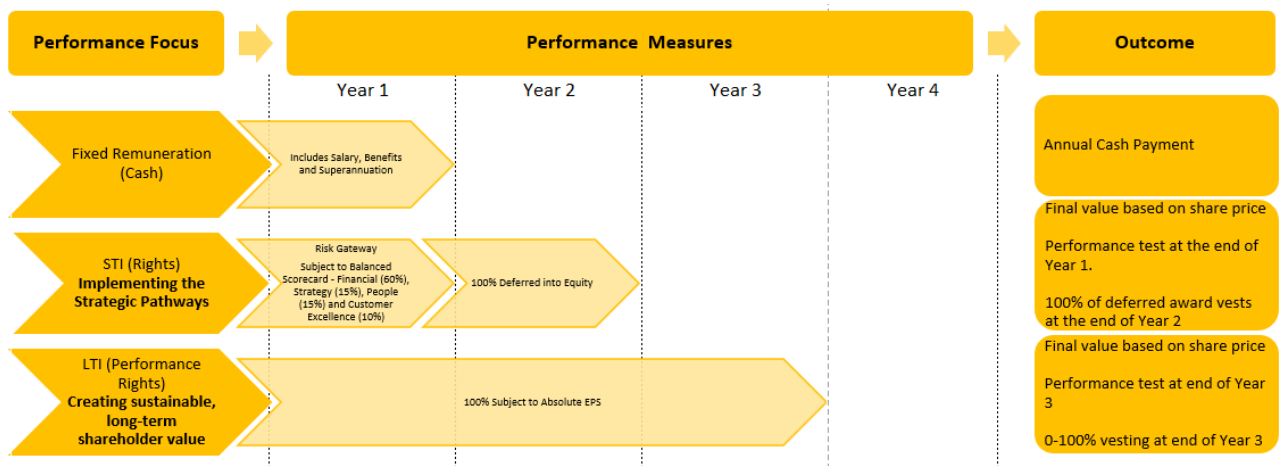 Performance Focus
Performance Measures
Outcome
Year 1
Year 2
Year 3
Year 4
Fixed Remuneration
(Cash)
Includes Salary, Benefits
and Superannuation
Annual Cash Payment
STI (Rights)
Implementing the
Strategic Pathways
Risk Gateway
Subject to Balanced
Scorecard - Financial (60%),
Strategy (15%), People
(15%) and Customer
Excellence (10%)
100% Deferred into Equity
Final value based on share price
Performance test at the end of
Year 1.
100% of deferred award vests
at the end of Year 2
LTI (Performance
Rights)
Creating sustainable,
long-term
shareholder value
100% Subject to Absolute EPS
Final value based on share price
Performance test at end of Year
3
0-100% vesting at end of Year 3